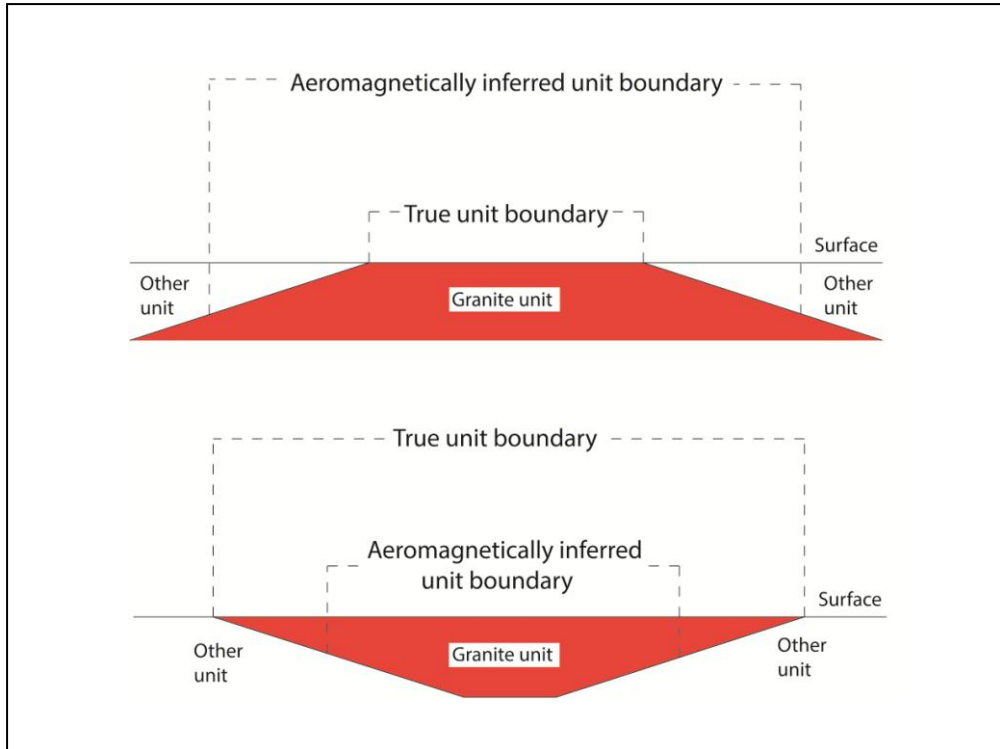 Aeromagnetically inferred unit boundary
True unit boundary
Surface
Other
unit
Granite unit
Other
unit
True unit boundary
Aeromagnetically inferred
unit boundary
Surface
Other
unit
Granite unit
Other
unit